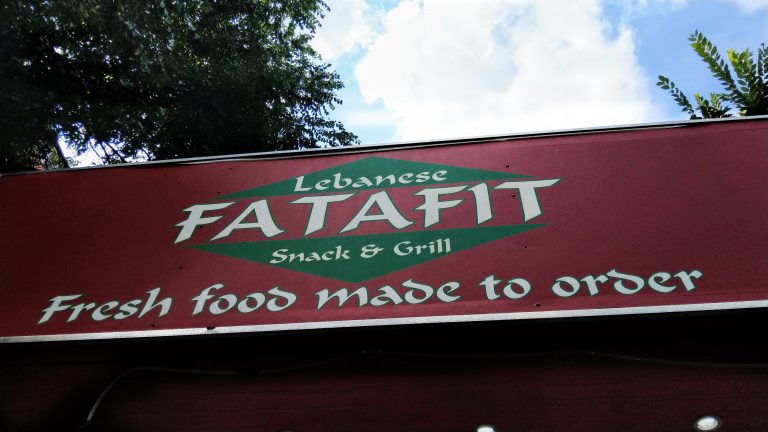 Lebanese
FATAFIT
Snack & Grill
Fresh food made to order